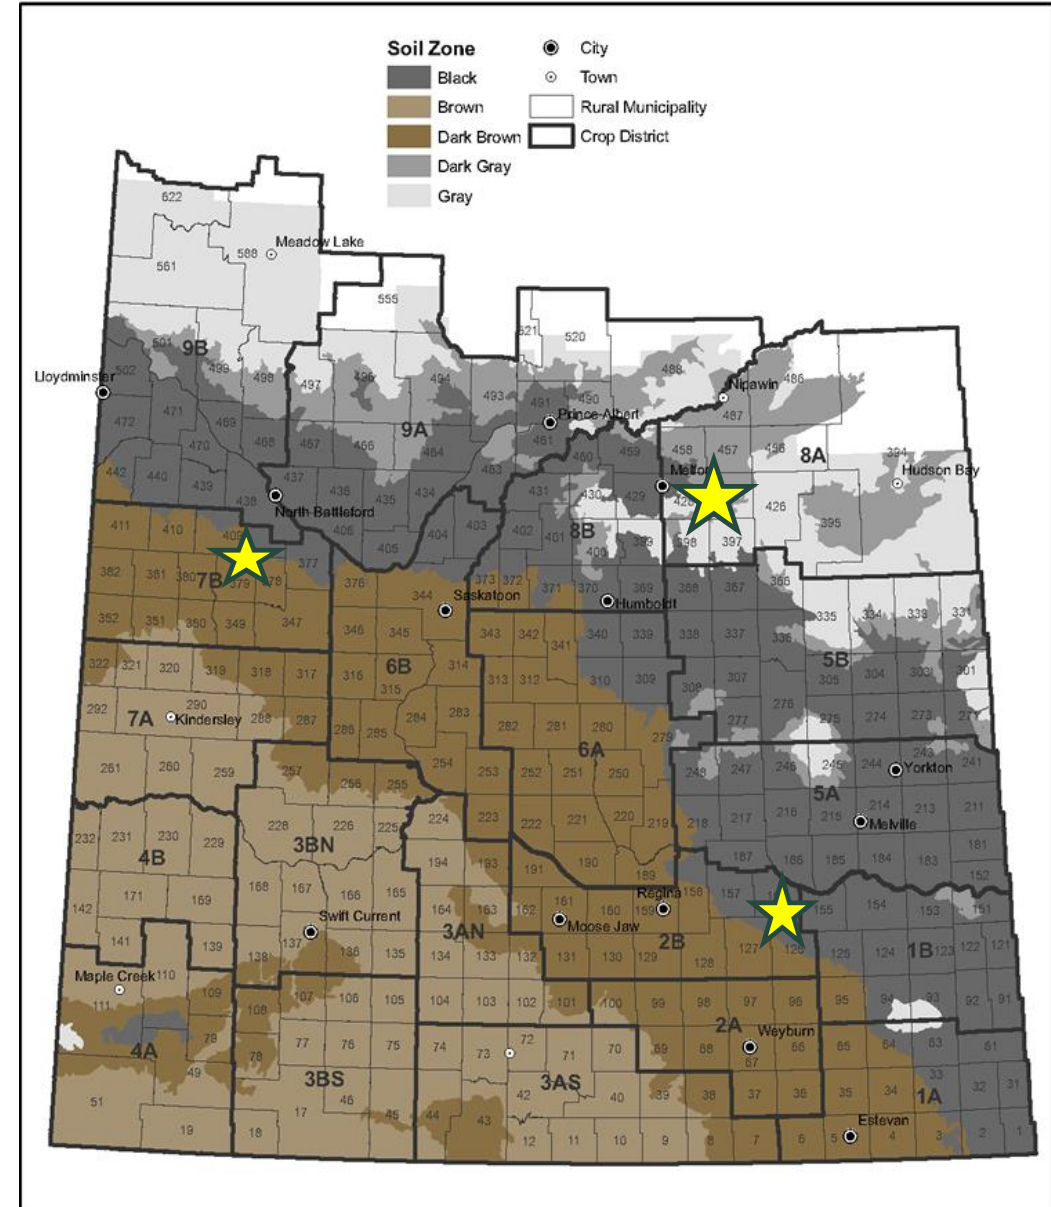 Soil Zone
Black
Brown
Dark Brown
Dark Gray
Gray
City
Town
Rural Municipality
Crop District
622
588 Meadow Lake
561
555
521 520
501 9B 499 498 497 496 494 488 486
Lloydminster 502 493 490 Nipawin
491 487
472 471 469 468 467 466 9A 484 Prince Albert
461 460 459 458 457 496 8A 394
470 483 Melfort Hudson Bay
442 440 439 438 437 436 435 434 431 430 429 428 426 395
North Battleford
411 410 409 406 405 404 403 402 401 8B 400 399 398 397
382 381 380 7B 379 378 377 376 373 372 371 370 369 368 367 366
344 Saskatoon Humboldt 335 334 333 331
352 351 350 349 347 346 345 343 342 341 340 339 338 337 336
322 321 320 319 318 317 316 6B 314 313 312 310 309 308 307 5B 305 304 303 301
315
292 7A 290 Kindersley 288 287 286 285 284 283 282 281 280 279 277 276 275 274 273 271
261 260 259 257 256 255 254 253 252 251 6A 250 248 247 246 245 244 243 241
Yorkton
232 231 230 229 228 226 225 224 223 222 221 220 219 218 217 216 5A 215 214 213 211
4B 3BN Melville
194 193 191 190 189 187 186 185 184 183 181
171 169 168 167 166 165 164 163 162 161 160 159 158 157 155 154 153 152 151
142 Swift Current Moose Jaw Regina
141 139 138 137 136 135 134 3AN 133 132 131 130 129 2B 128 127 126 125 124 1B 123 122 121
Maple Creek 110
111 109 108 107 106 105 104 103 102 101 100 99 98 97 96 95 94 93 92 91
4A 79 78 77 76 75 74 73 72 71 70 69 68 2A Weyburn 67 66 65 64 63 61
51 49 3BS 46 45 44 43 42 3AS 40 39 38 37 36 35 34 33 1A 32 31
19 18 17 12 11 10 9 8 7 6 5 Estevan 4 3 2 1